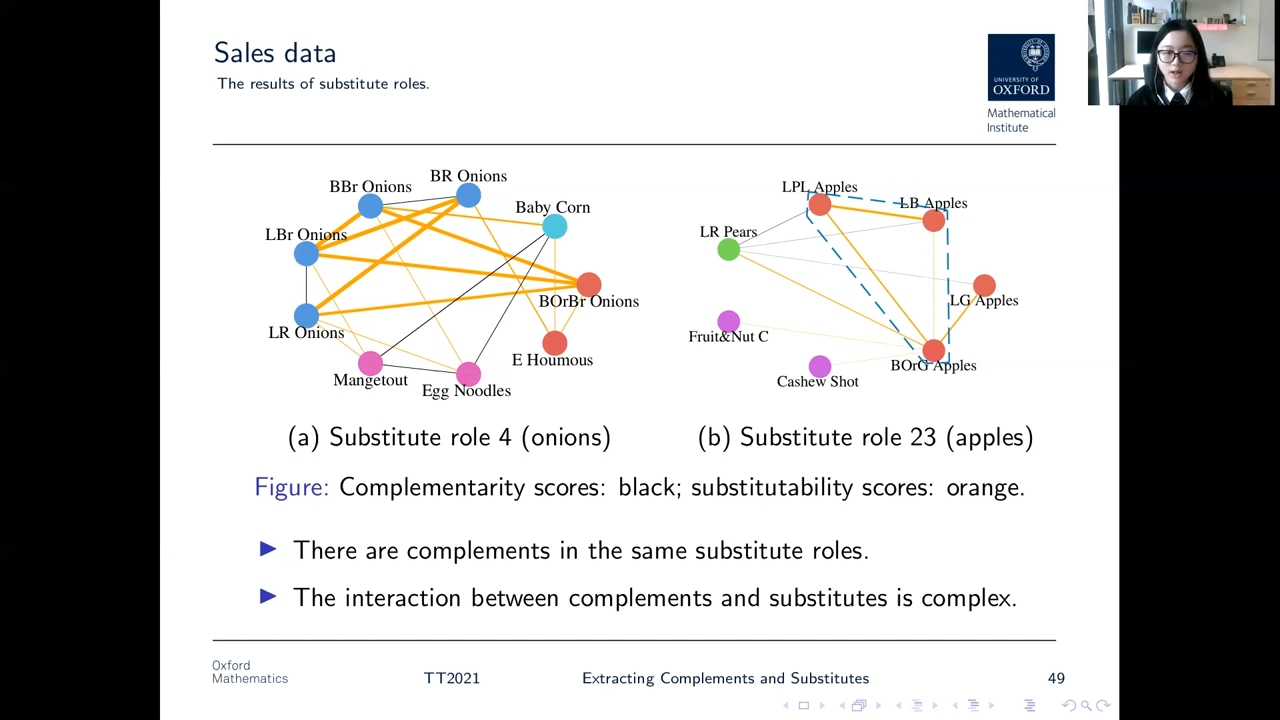 Sales data
The results of substitute roles.
UNIVERSITY OF
OXFORD
Mathematical
Institute
BBr Onions
BR Onions
Baby Corn
LBr Onions
BOrBr Onions
LR Onions
E Houmous
Mangetout
Egg Noodles
LPL Apples
LB Apples
LR Pears
LG Apples
Fruit&Nut C
BOrG Apples
Cashew Shot
(a) Substitute role 4 (onions)
(b) Substitute role 23 (apples)
Figure: Complementarity scores: black; substitutability scores: orange.
There are complements in the same substitute roles.
The interaction between complements and substitutes is complex.
Oxford
Mathematics
TT2021
Extracting Complements and Substitutes
49